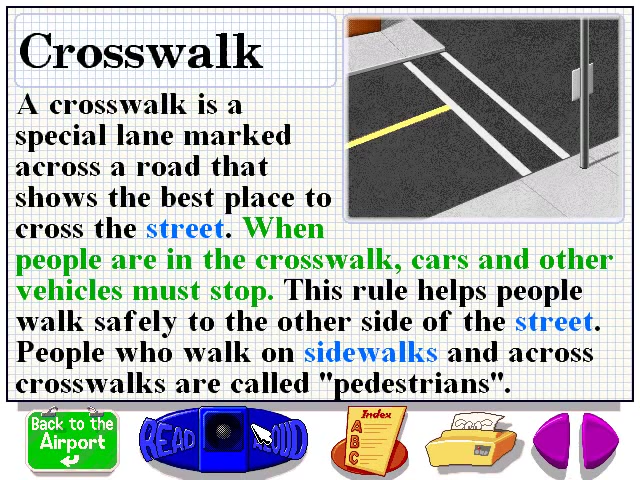 Crosswalk
A crosswalk is a
special lane marked
across a road that
shows the best place to
cross the street. When
people are in the crosswalk, cars and other
vehicles must stop. This rule helps people
walk safely to the other side of the street.
People who walk on sidewalks and across
crosswalks are called "pedestrians".
Back to the
Airport
READ ALOUD
Index
A
B
C